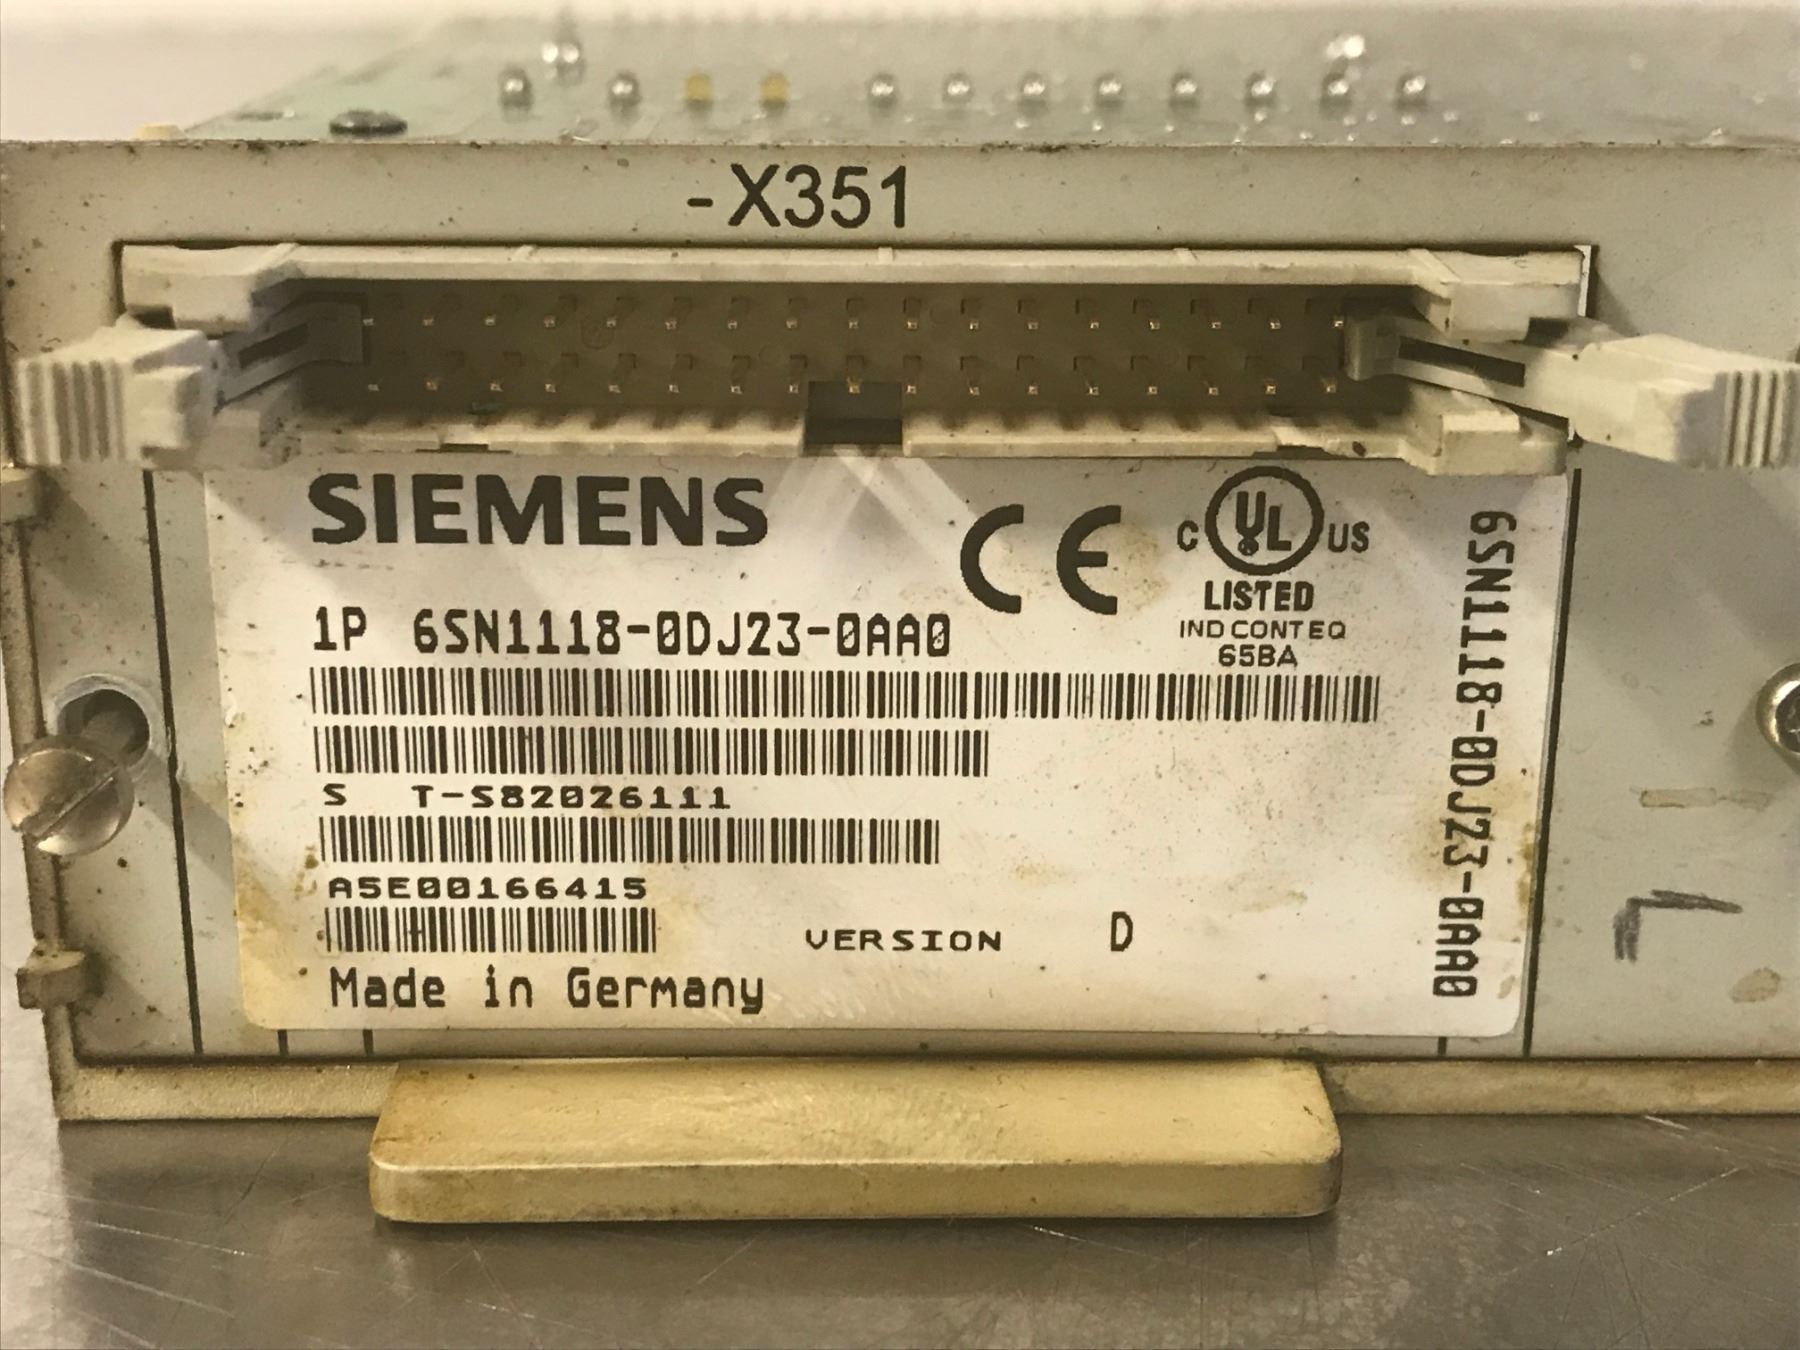 -X351
SIEMENS
CE
C UL US
LISTED
IND CONT EQ
65BA
1P 6SN1118-0DJ23-0AA0
S T-S82026111
A5E00166415
VERSION D
Made in Germany
6SN1118-0DJ23-0AA0